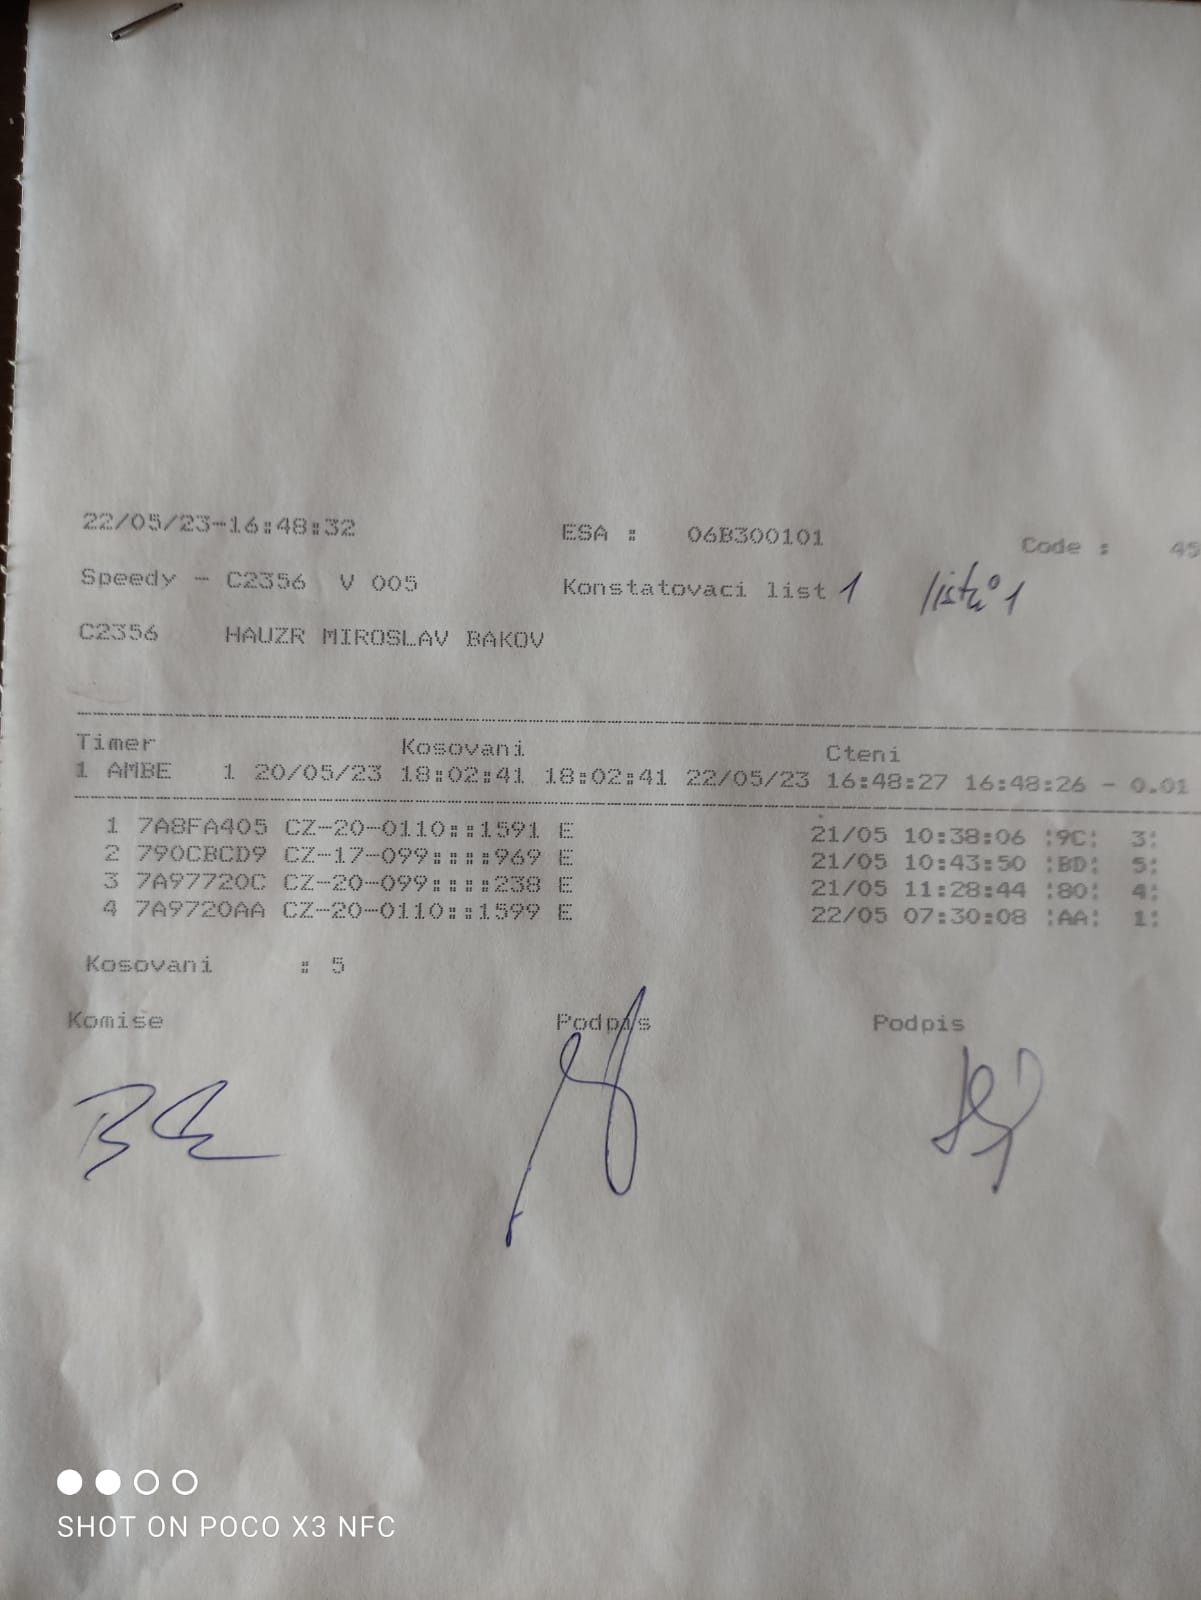 22/05/23-16:48:32 ESA : 06B300101 Code : 45
Speedy - C2356 V 005 Konstatovaci list 1 listů 1
C2356 HAUZR MIROSLAV BAKOV
Timer Kosovani Cteni
1 AMBE 1 20/05/23 18:02:41 18:02:41 22/05/23 16:48:27 16:48:26 - 0.01
1 7A8FA405 CZ-20-0110::1591 E 21/05 10:38:06 ¦9C¦ 3¦
2 790CBCD9 CZ-17-099::::969 E 21/05 10:43:50 ¦BD¦ 5¦
3 7A97720C CZ-20-099::::238 E 21/05 11:28:44 ¦80¦ 4¦
4 7A9720AA CZ-20-0110::1599 E 22/05 07:30:08 ¦AA¦ 1¦
Kosovani : 5
Komise Podpis Podpis
SHOT ON POCO X3 NFC